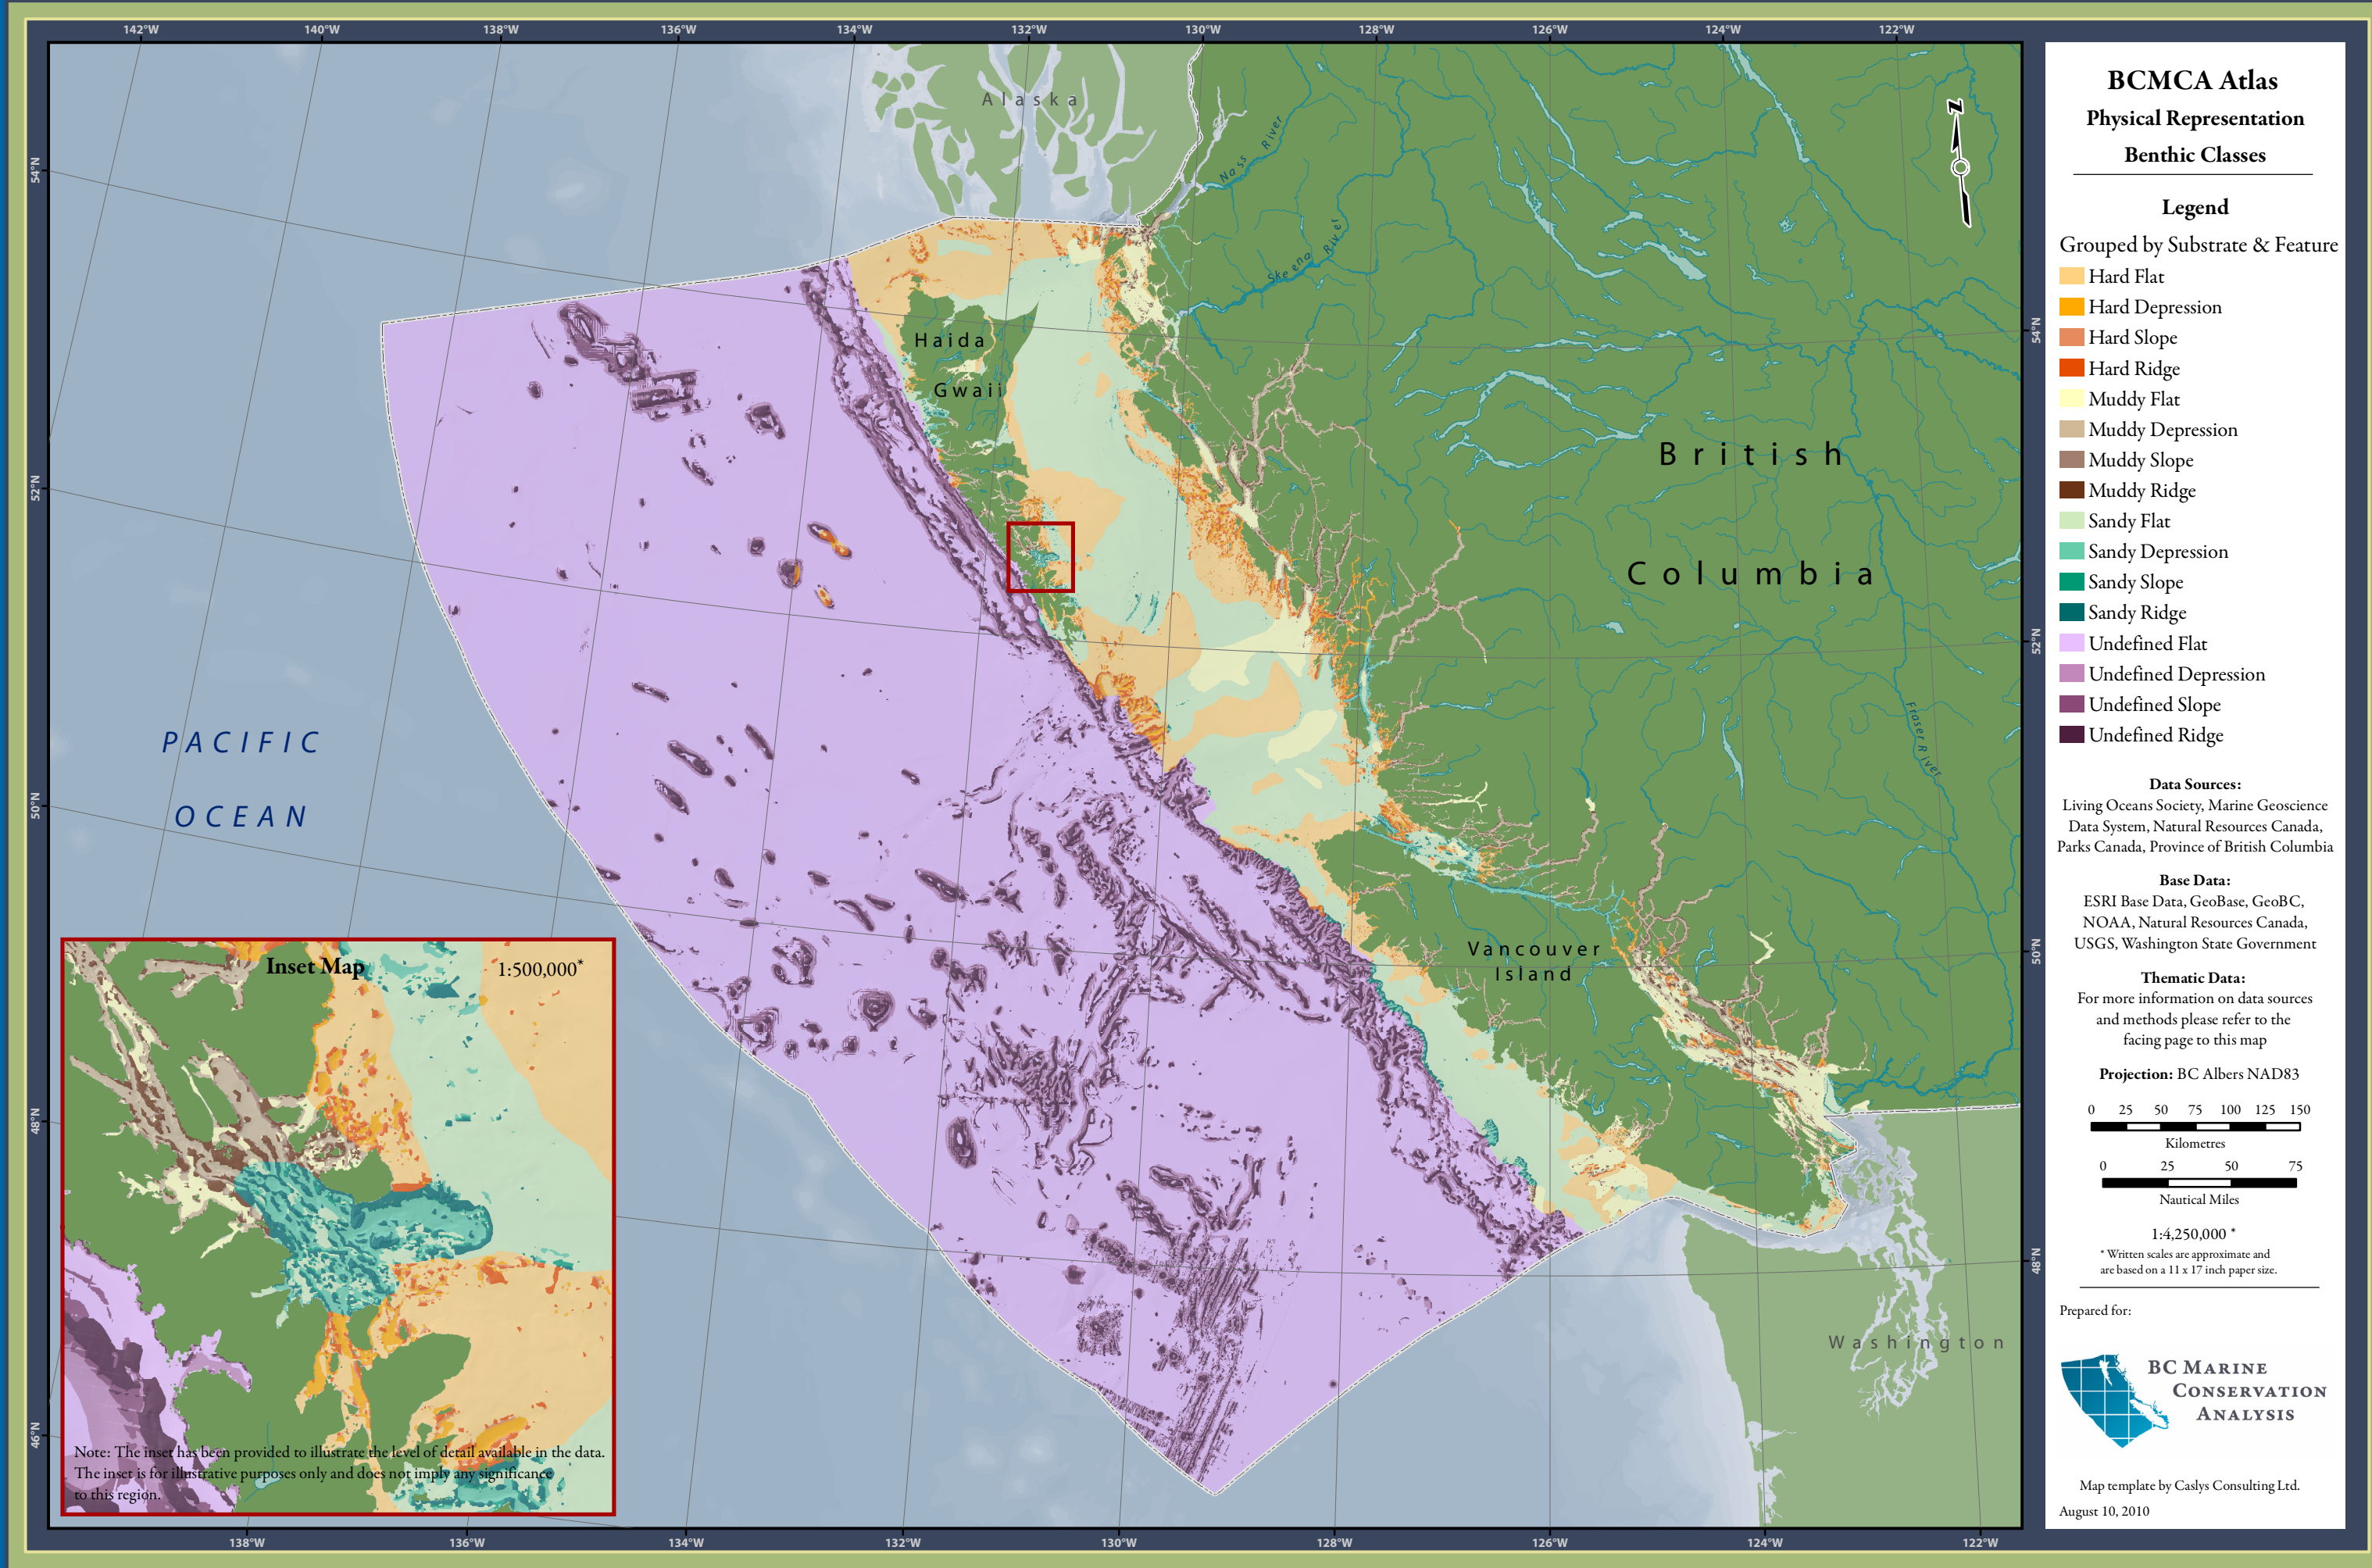 142°W 140°W 138°W 136°W 134°W 132°W 130°W 128°W 126°W 124°W 122°W
54°N
52°N
50°N
48°N
46°N
Alaska
Nass River
Skeena River
Haida
Gwaii
British
Columbia
Fraser River
PACIFIC
OCEAN
Vancouver
Island
Washington
54°N
52°N
50°N
48°N
Inset Map
1:500,000*
Note: The inset has been provided to illustrate the level of detail available in the data.
The inset is for illustrative purposes only and does not imply any significance
to this region.
138°W 136°W 134°W 132°W 130°W 128°W 126°W 124°W 122°W
N
BCMCA Atlas
Physical Representation
Benthic Classes
Legend
Grouped by Substrate & Feature
Hard Flat
Hard Depression
Hard Slope
Hard Ridge
Muddy Flat
Muddy Depression
Muddy Slope
Muddy Ridge
Sandy Flat
Sandy Depression
Sandy Slope
Sandy Ridge
Undefined Flat
Undefined Depression
Undefined Slope
Undefined Ridge
Data Sources:
Living Oceans Society, Marine Geoscience
Data System, Natural Resources Canada,
Parks Canada, Province of British Columbia
Base Data:
ESRI Base Data, GeoBase, GeoBC,
NOAA, Natural Resources Canada,
USGS, Washington State Government
Thematic Data:
For more information on data sources
and methods please refer to the
facing page to this map
Projection: BC Albers NAD83
0 25 50 75 100 125 150
Kilometres
0 25 50 75
Nautical Miles
1:4,250,000 *
* Written scales are approximate and
are based on a 11 x 17 inch paper size.
Prepared for:
BC Marine
Conservation
Analysis
Map template by Caslys Consulting Ltd.
August 10, 2010